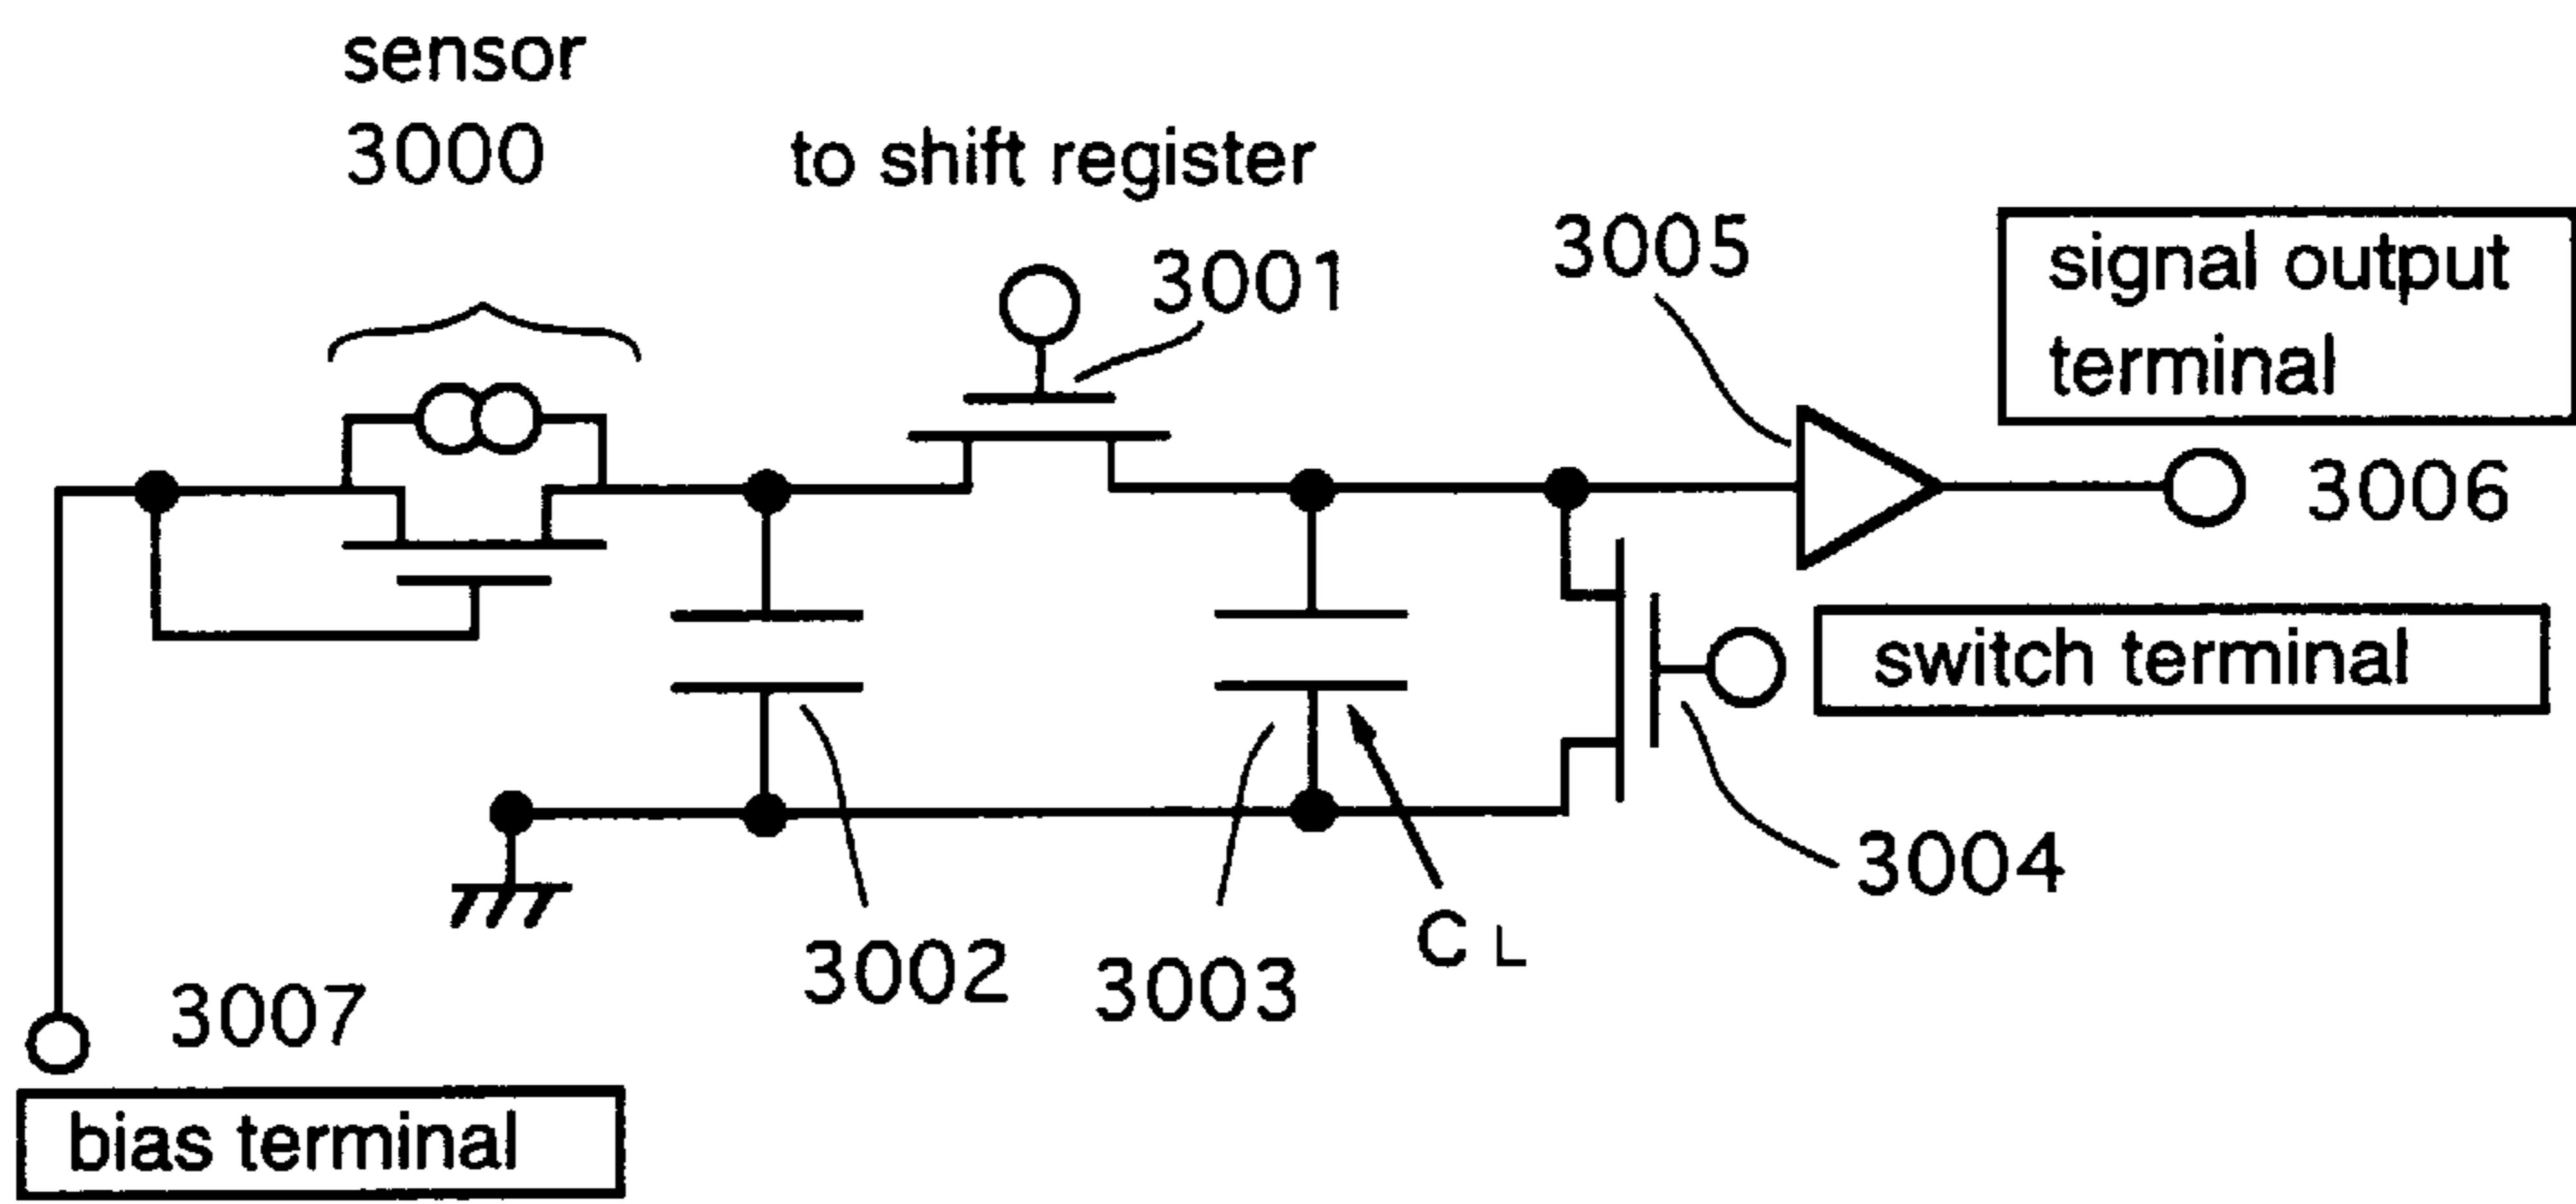 sensor
3000
to shift register
3001
3005
signal output
terminal
3006
switch terminal
3004
3002
3003
C L
3007
bias terminal